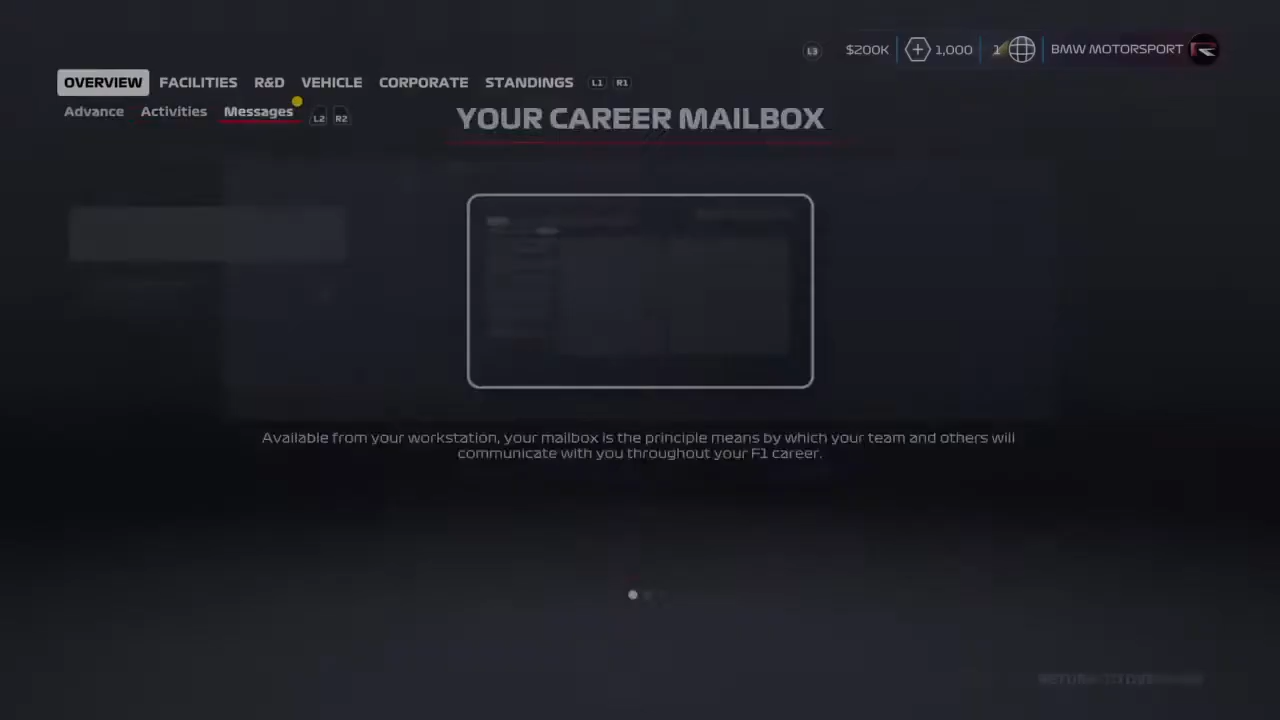 L3 $200K 1,000 1 BMW MOTORSPORT
OVERVIEW FACILITIES R&D VEHICLE CORPORATE STANDINGS L1 R1
Advance Activities Messages L2 R2
YOUR CAREER MAILBOX
Available from your workstation, your mailbox is the principle means by which your team and others will
communicate with you throughout your F1 career.